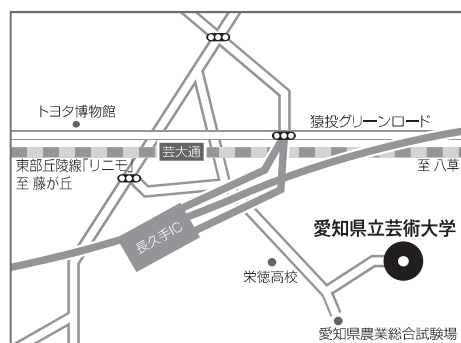 トヨタ博物館
猿投グリーンロード
芸大通
東部丘陵線「リニモ」
至 藤が丘
至 八草
長久手IC
愛知県立芸術大学
栄徳高校
愛知県農業総合試験場